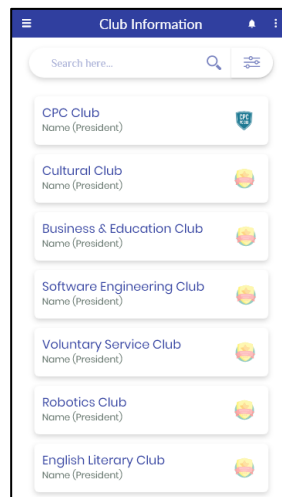 Club Information
Search here...
CPC Club
Name (President)
CPC
Cultural Club
Name (President)
Business & Education Club
Name (President)
Software Engineering Club
Name (President)
Voluntary Service Club
Name (President)
Robotics Club
Name (President)
English Literary Club
Name (President)